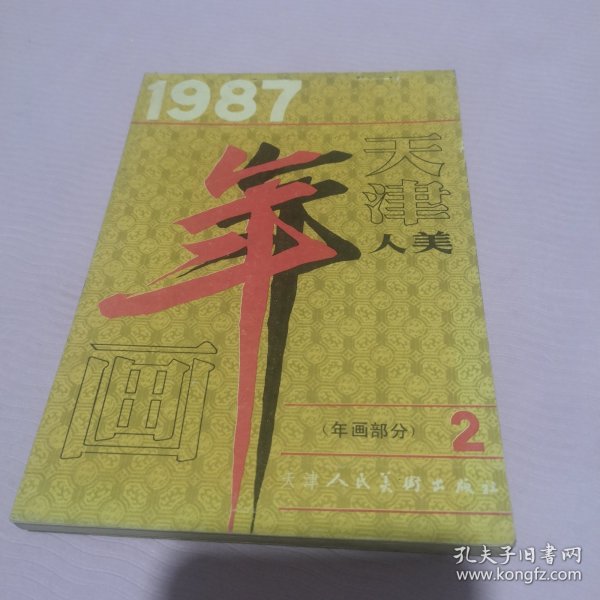 1987
天津
人美
年画
(年画部分) 2
天津人民美术出版社
孔夫子旧书网
www.kongfz.com